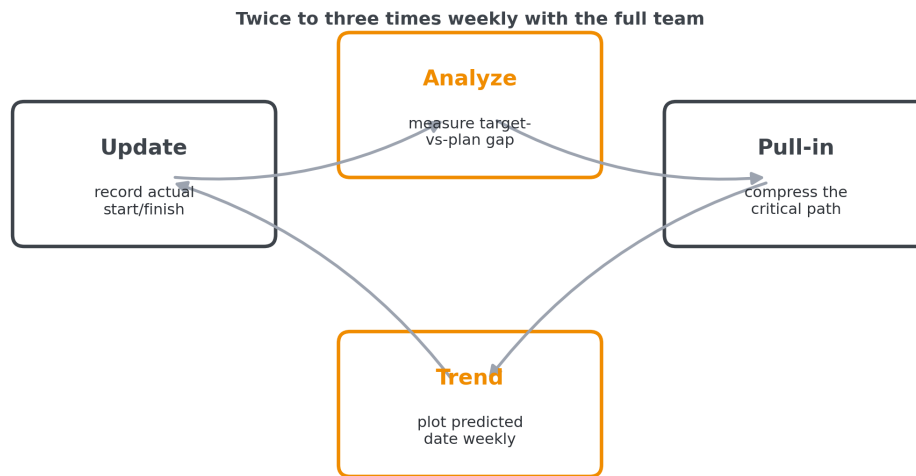 Twice to three times weekly with the full team
Analyze
measure target-
vs-plan gap
Update
record actual
start/finish
Pull-in
compress the
critical path
Trend
plot predicted
date weekly